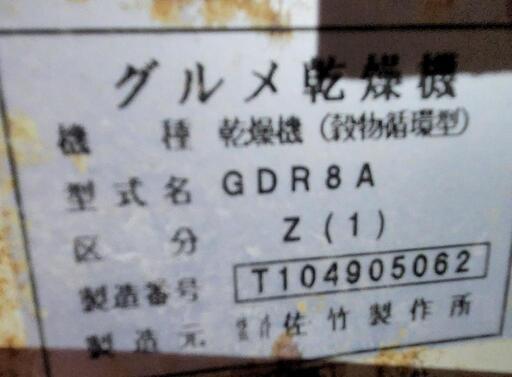 グルメ乾燥機
機種 乾燥機(穀物循環型)
型式名 GDR8A
区分 Z(1)
製造番号 T104905062
製造元 佐竹製作所